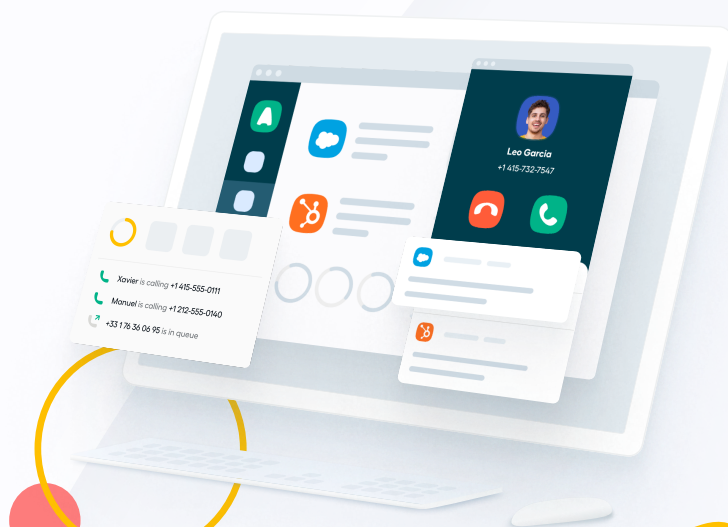 Leo Garcia
+1 415-732-7547
Xavier is calling +1 415-555-0111
Manuel is calling +1 212-555-0140
+33 1 76 36 06 95 is in queue